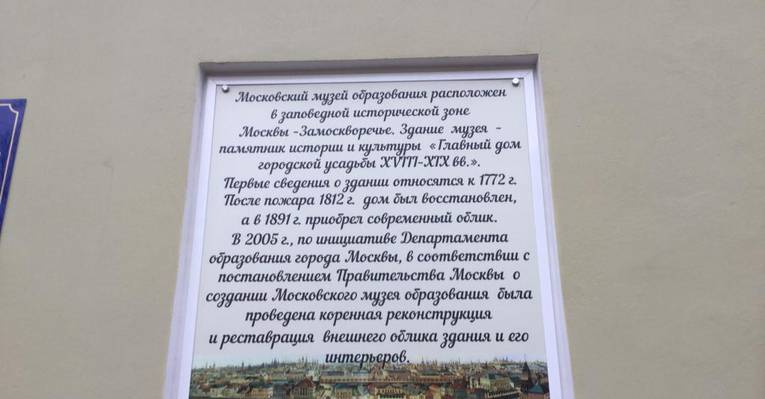 Московский музей образования расположен
в заповедной исторической зоне
Москвы -Замоскворечье. Здание музея -
памятник истории и культуры «Главный дом
городской усадьбы XVIII-XIX вв.».
Первые сведения о здании относятся к 1772 г.
После пожара 1812 г. дом был восстановлен,
а в 1891 г. приобрел современный облик.
В 2005 г., по инициативе Департамента
образования города Москвы, в соответствии с
постановлением Правительства Москвы о
создании Московского музея образования была
проведена коренная реконструкция
и реставрация внешнего облика здания и его
интерьеров.